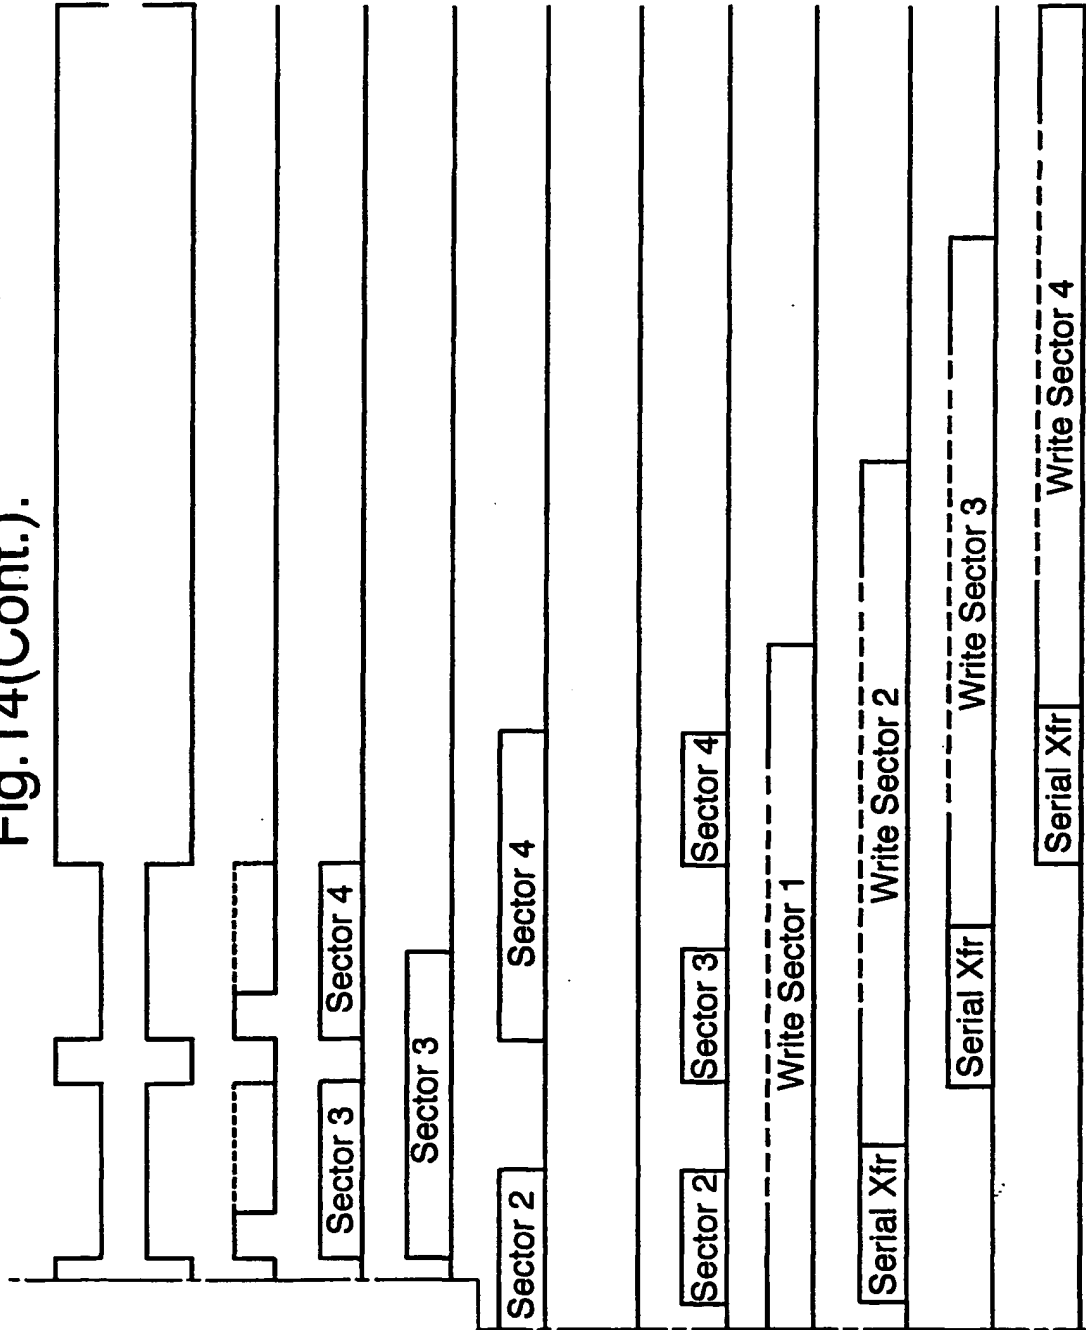 Fig.14(Cont.).
Sector 3
Sector 4
Sector 3
Sector 2
Sector 4
Sector 2
Sector 3
Sector 4
Write Sector 1
Serial Xfr
Write Sector 2
Serial Xfr
Write Sector 3
Serial Xfr
Write Sector 4